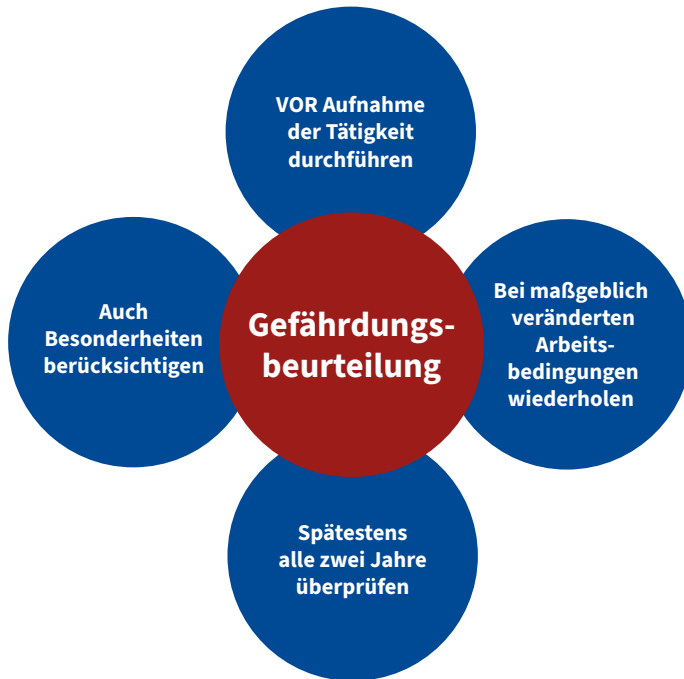 VOR Aufnahme
der Tätigkeit
durchführen
Auch
Besonderheiten
berücksichtigen
Gefährdungs-
beurteilung
Bei maßgeblich
veränderten
Arbeits-
bedingungen
wiederholen
Spätestens
alle zwei Jahre
überprüfen